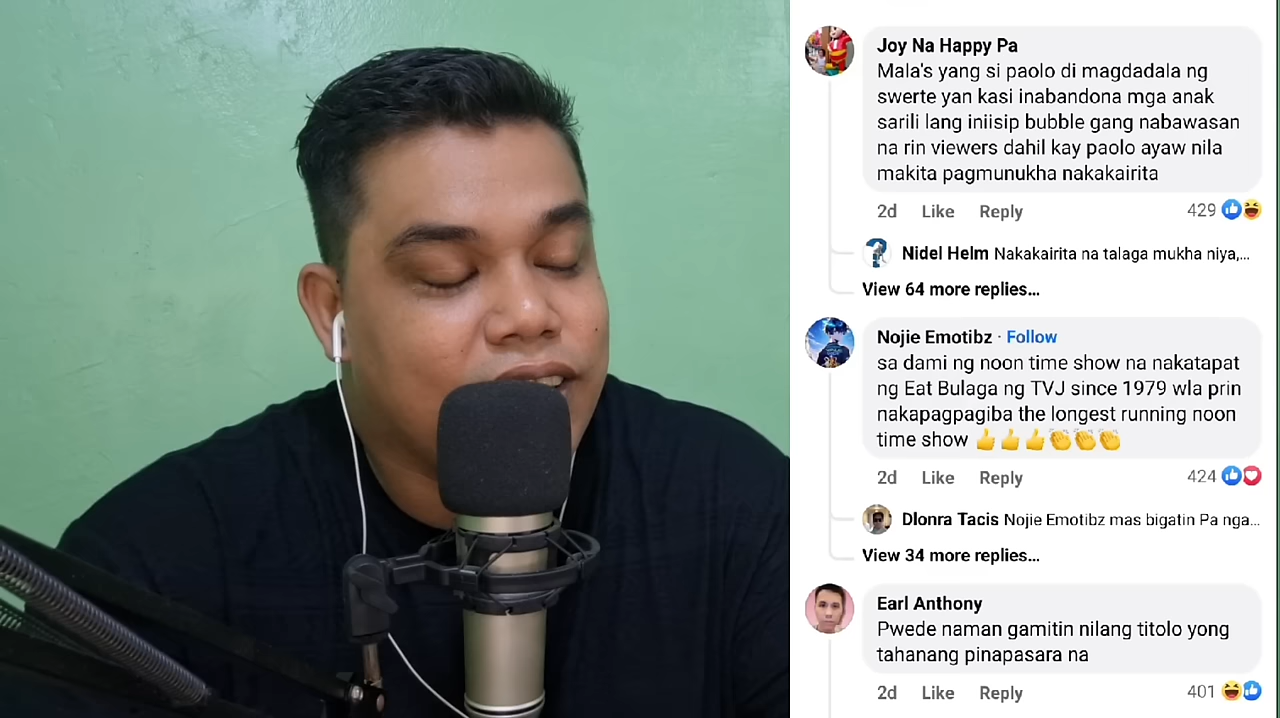 Joy Na Happy Pa
Mala's yang si paolo di magdadala ng
swerte yan kasi inabandona mga anak
sarili lang iniisip bubble gang nabawasan
na rin viewers dahil kay paolo ayaw nila
makita pagmunukha nakakairita
2d Like Reply 429
Nidel Helm Nakakairita na talaga mukha niya,...
View 64 more replies...
Nojie Emotibz · Follow
sa dami ng noon time show na nakatapat
ng Eat Bulaga ng TVJ since 1979 wla prin
nakapagpagiba the longest running noon
time show 👍👍👍👏👏👏
2d Like Reply 424
Dlonra Tacis Nojie Emotibz mas bigatin Pa nga...
View 34 more replies...
Earl Anthony
Pwede naman gamitin nilang titolo yong
tahanang pinapasara na
2d Like Reply 401